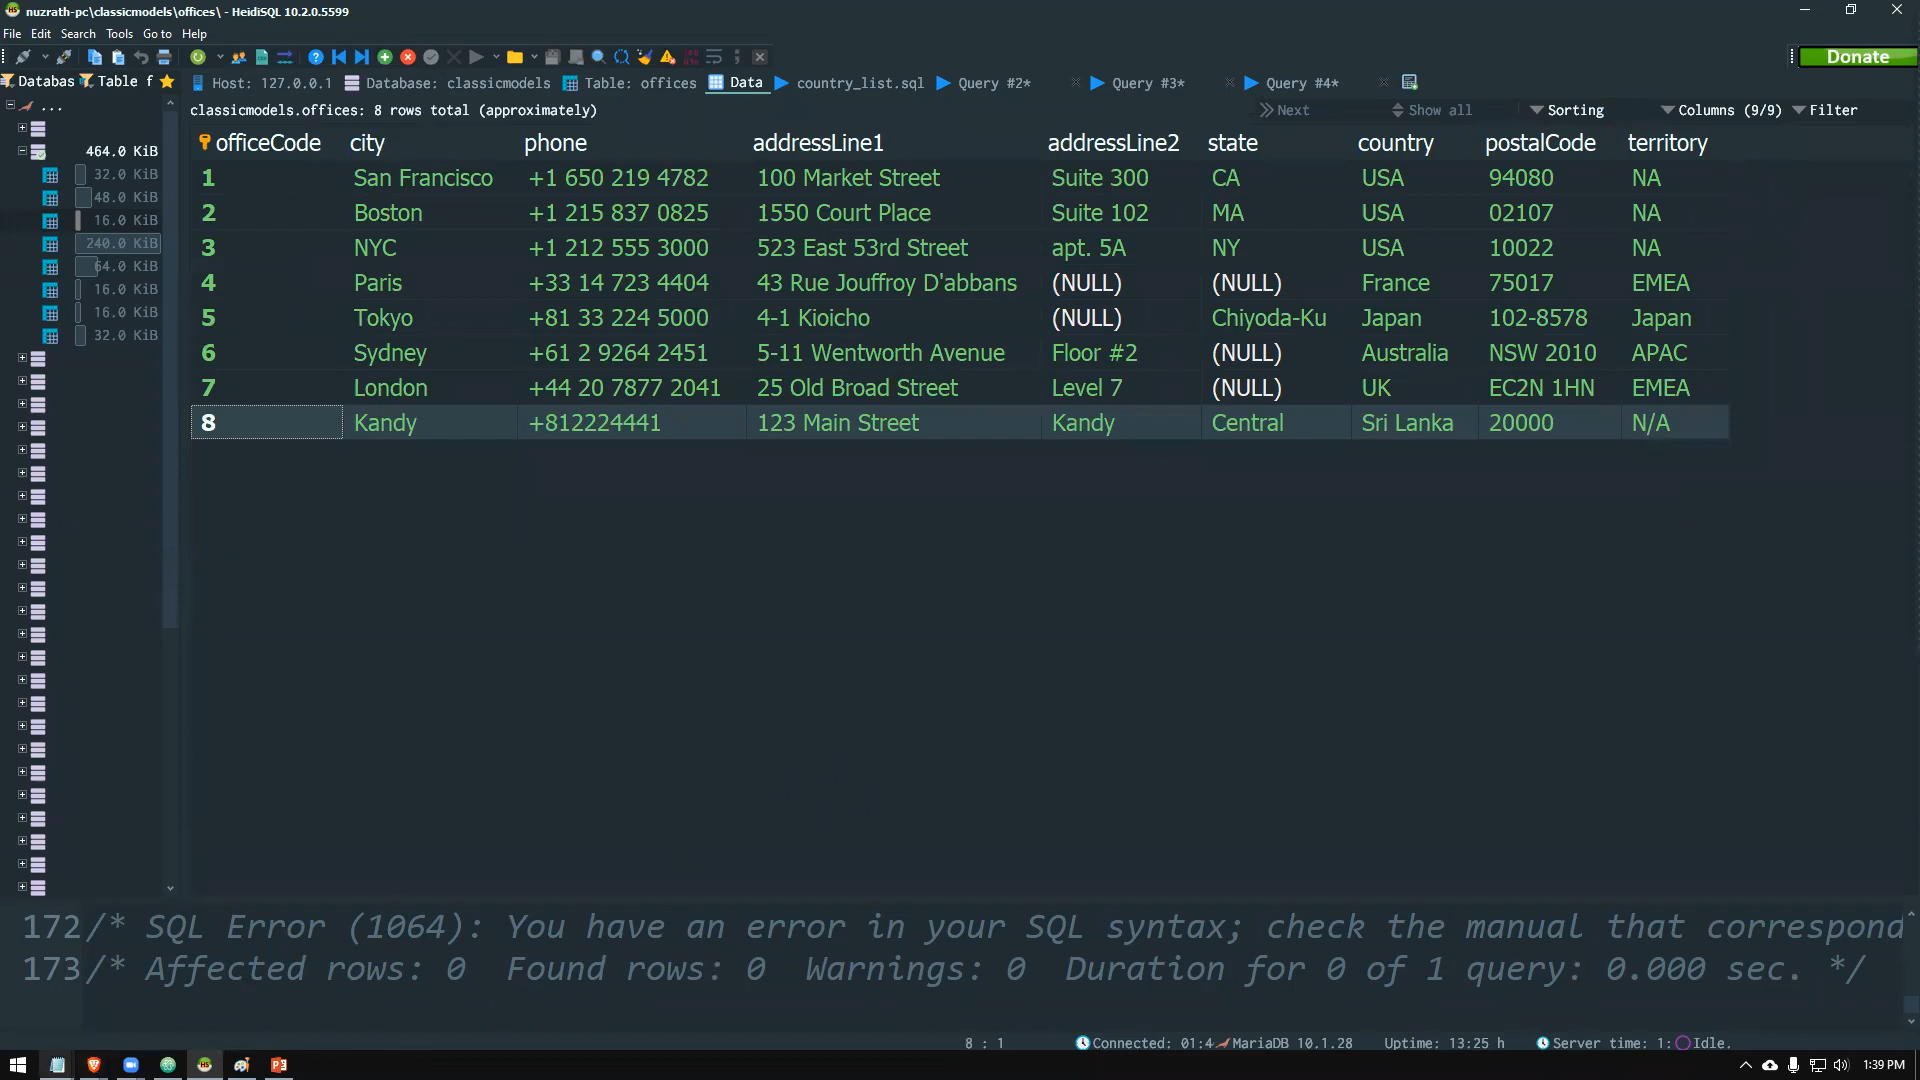 nuzrath-pc\classicmodels\offices\ - HeidiSQL 10.2.0.5599
File Edit Search Tools Go to Help
Donate
Databas Table f Host: 127.0.0.1 Database: classicmodels Table: offices Data country_list.sql Query #2* Query #3* Query #4*
classicmodels.offices: 8 rows total (approximately) Next Show all Sorting Columns (9/9) Filter
officeCode city phone addressLine1 addressLine2 state country postalCode territory
1 San Francisco +1 650 219 4782 100 Market Street Suite 300 CA USA 94080 NA
2 Boston +1 215 837 0825 1550 Court Place Suite 102 MA USA 02107 NA
3 NYC +1 212 555 3000 523 East 53rd Street apt. 5A NY USA 10022 NA
4 Paris +33 14 723 4404 43 Rue Jouffroy D'abbans (NULL) (NULL) France 75017 EMEA
5 Tokyo +81 33 224 5000 4-1 Kioicho (NULL) Chiyoda-Ku Japan 102-8578 Japan
6 Sydney +61 2 9264 2451 5-11 Wentworth Avenue Floor #2 (NULL) Australia NSW 2010 APAC
7 London +44 20 7877 2041 25 Old Broad Street Level 7 (NULL) UK EC2N 1HN EMEA
8 Kandy +812224441 123 Main Street Kandy Central Sri Lanka 20000 N/A
...
464.0 KiB
32.0 KiB
48.0 KiB
16.0 KiB
240.0 KiB
64.0 KiB
16.0 KiB
16.0 KiB
32.0 KiB
172 /* SQL Error (1064): You have an error in your SQL syntax; check the manual that correspond
173 /* Affected rows: 0 Found rows: 0 Warnings: 0 Duration for 0 of 1 query: 0.000 sec. */
8 : 1 Connected: 01:4 MariaDB 10.1.28 Uptime: 13:25 h Server time: 1: Idle.
1:39 PM